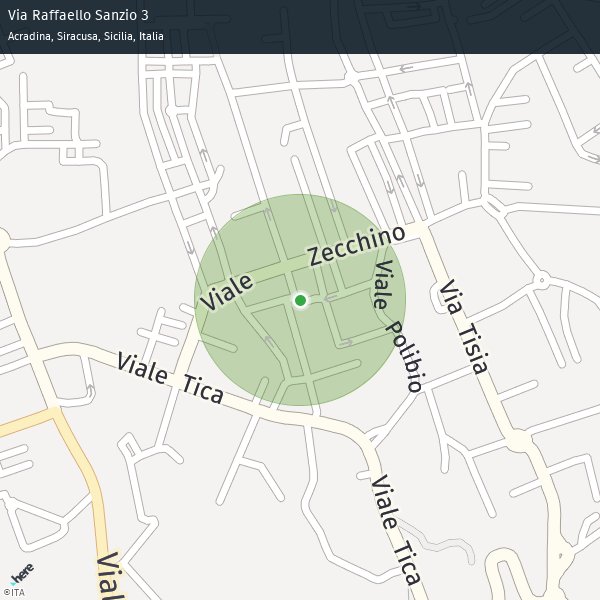 Via Raffaello Sanzio 3
Acradina, Siracusa, Sicilia, Italia
Viale Zecchino
Viale Polibio
Via Tisia
Viale Tica
Viale Tica
Vial
here
©ITA